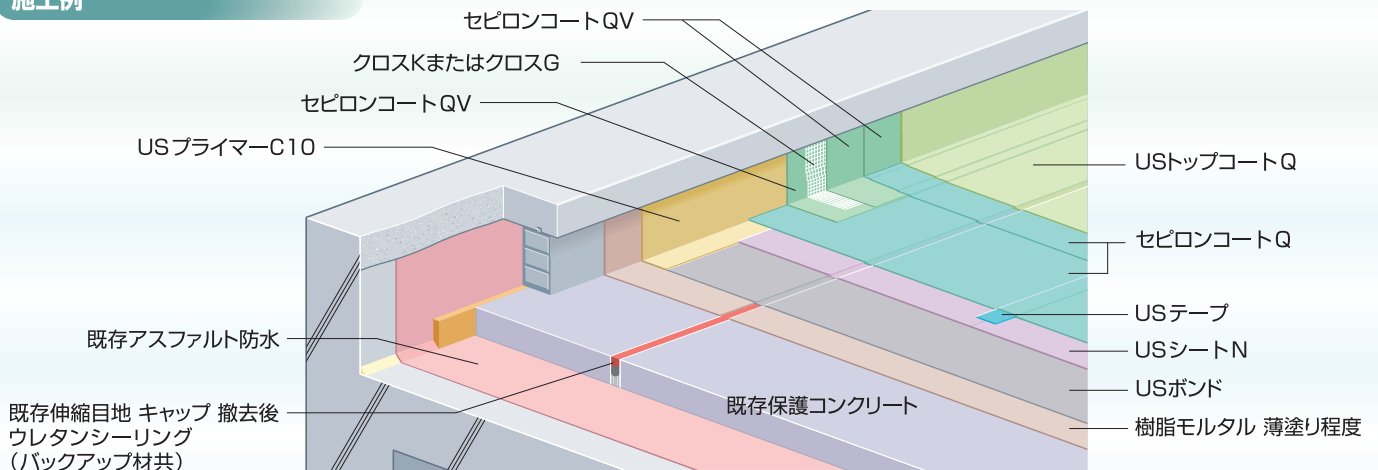 施工例
セピロンコートQV
クロスKまたはクロスG
セピロンコートQV
USプライマーC10
既存アスファルト防水
既存伸縮目地 キャップ 撤去後
ウレタンシーリング
(バックアップ材共)
既存保護コンクリート
USトップコートQ
セピロンコートQ
USテープ
USシートN
USボンド
樹脂モルタル 薄塗り程度